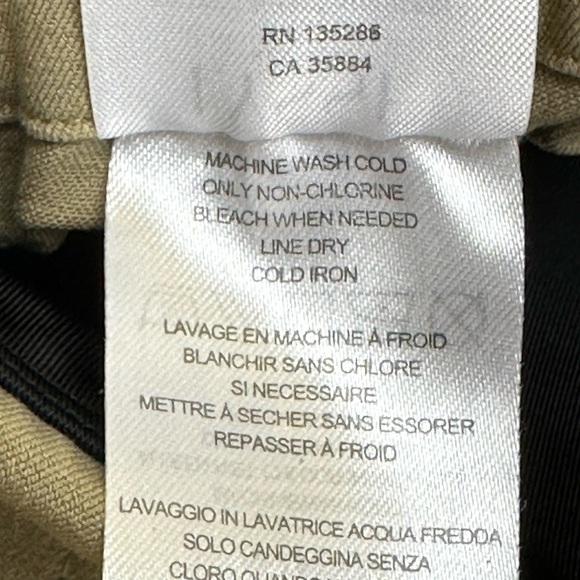 RN 135286
CA 35884
MACHINE WASH COLD
ONLY NON-CHLORINE
BLEACH WHEN NEEDED
LINE DRY
COLD IRON
LAVAGE EN MACHINE À FROID
BLANCHIR SANS CHLORE
SI NECESSAIRE
METTRE À SECHER SANS ESSORER
REPASSER À FROID
LAVAGGIO IN LAVATRICE ACQUA FREDDA
SOLO CANDEGGINA SENZA
CLORO